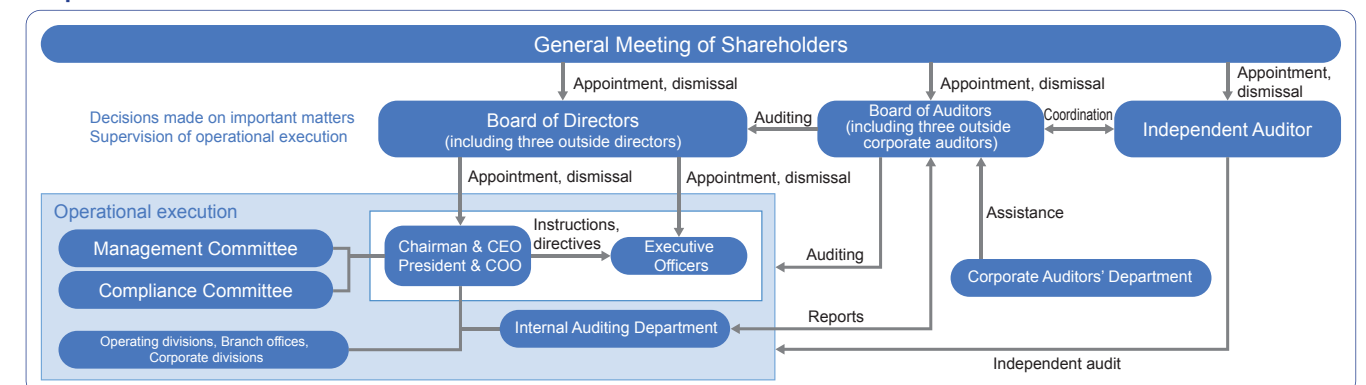 General Meeting of Shareholders
Appointment, dismissal
Appointment, dismissal
Appointment,
dismissal
Decisions made on important matters
Supervision of operational execution
Board of Directors
(including three outside directors)
Auditing
Board of Auditors
(including three outside
corporate auditors)
Coordination
Independent Auditor
Appointment, dismissal
Appointment, dismissal
Operational execution
Management Committee
Compliance Committee
Chairman & CEO
President & COO
Instructions,
directives
Executive
Officers
Auditing
Assistance
Corporate Auditors' Department
Internal Auditing Department
Reports
Operating divisions, Branch offices,
Corporate divisions
Independent audit